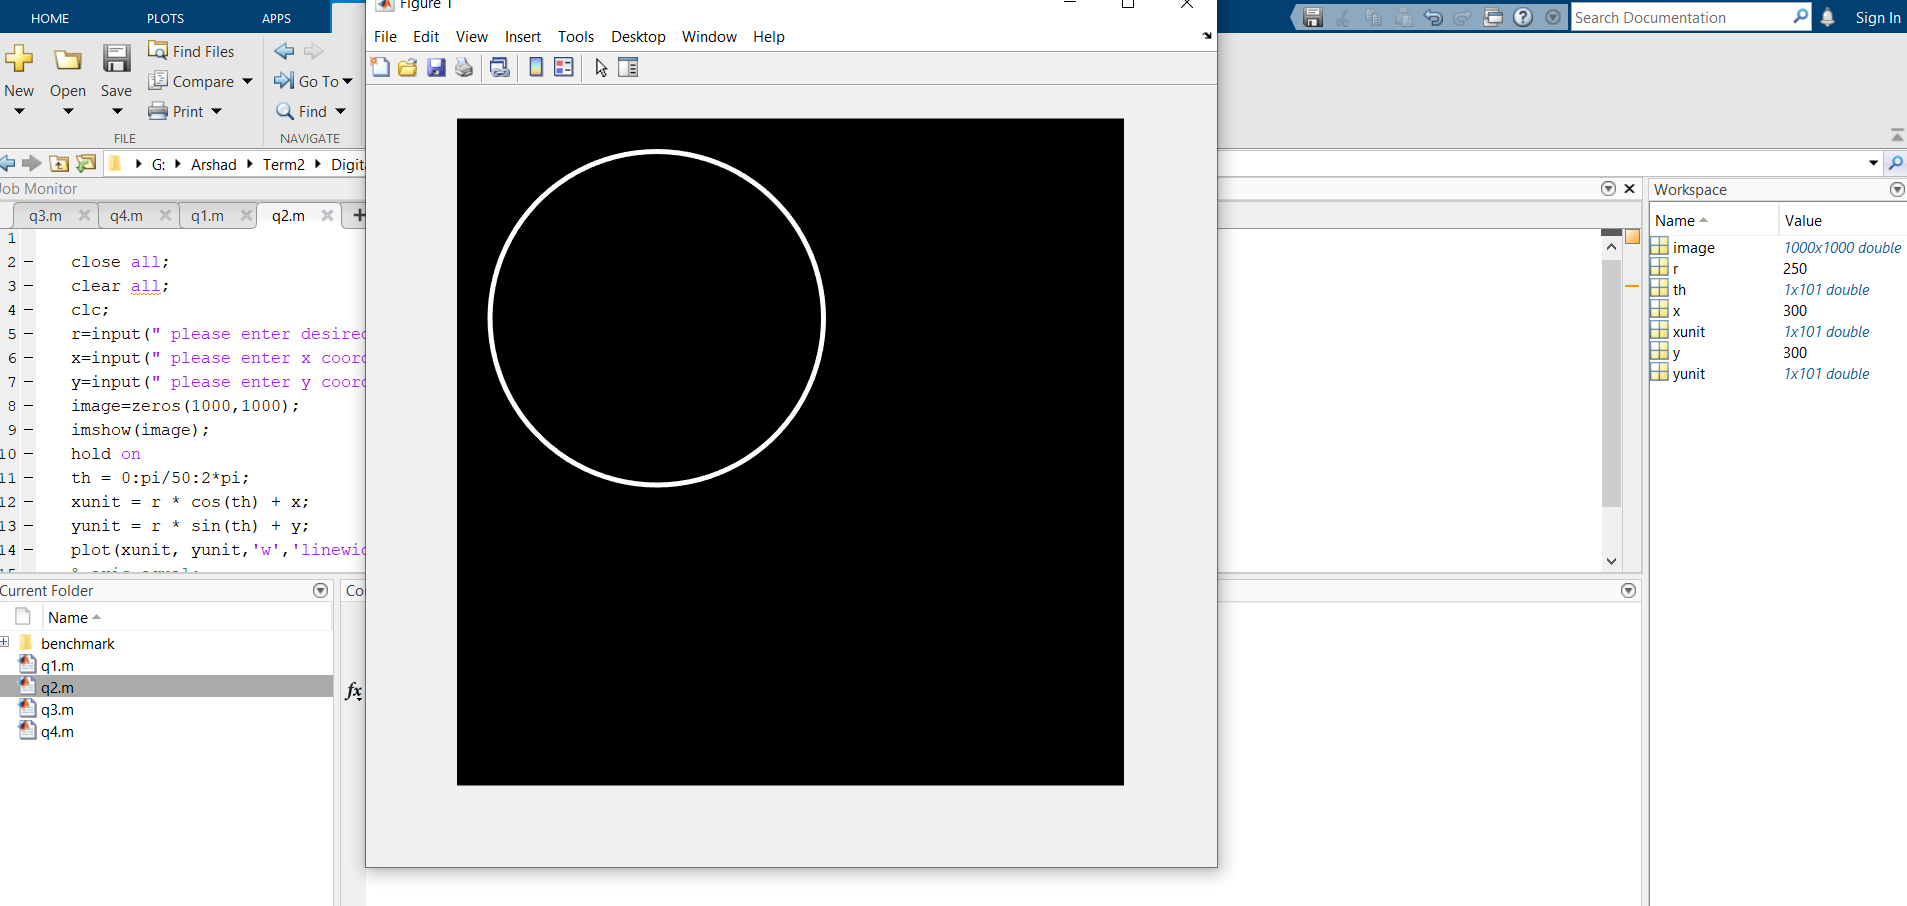 HOME PLOTS APPS
Search Documentation
Sign In
New
Open
Save
Find Files
Compare
Print
Go To
Find
FILE
NAVIGATE
G: Arshad Term2
Job Monitor
q3.m q4.m q1.m q2.m
1
2 close all;
3 clear all;
4 clc;
5 r=input(" please enter desired
6 x=input(" please enter x coord
7 y=input(" please enter y coord
8 image=zeros(1000,1000);
9 imshow(image);
10 hold on
11 th = 0:pi/50:2*pi;
12 xunit = r * cos(th) + x;
13 yunit = r * sin(th) + y;
14 plot(xunit, yunit,'w','linewid
Current Folder
Name
benchmark
q1.m
q2.m
q3.m
q4.m
fx
Figure 1
File Edit View Insert Tools Desktop Window Help
Workspace
Name Value
image 1000x1000 double
r 250
th 1x101 double
x 300
xunit 1x101 double
y 300
yunit 1x101 double